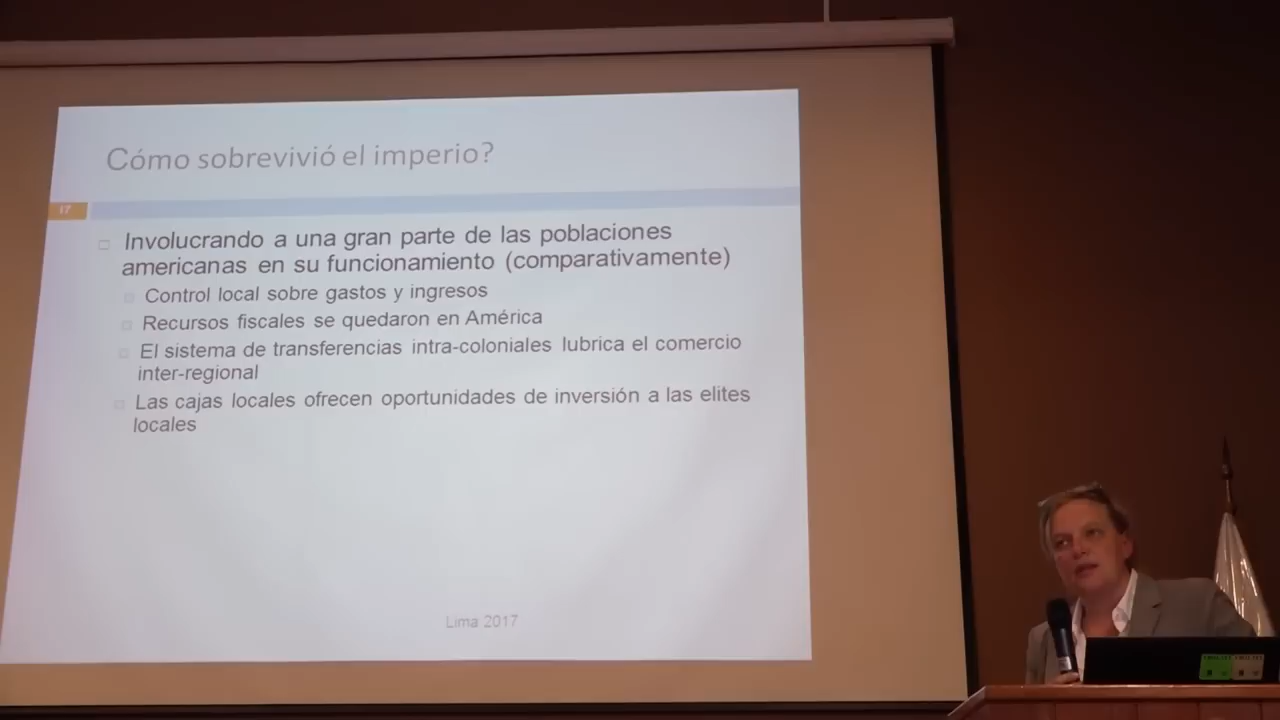 Cómo sobrevivió el imperio?
17
Involucrando a una gran parte de las poblaciones
americanas en su funcionamiento (comparativamente)
Control local sobre gastos y ingresos
Recursos fiscales se quedaron en América
El sistema de transferencias intra-coloniales lubrica el comercio
inter-regional
Las cajas locales ofrecen oportunidades de inversión a las elites
locales
Lima 2017